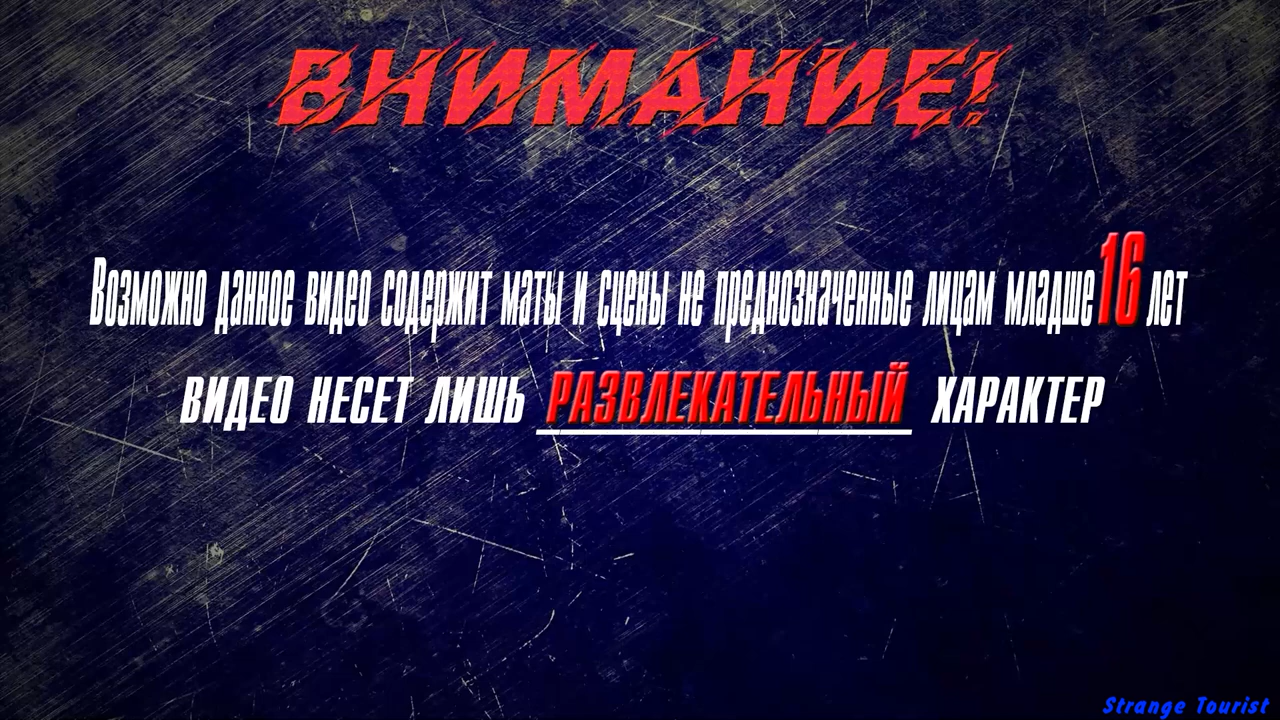 ВНИМАНИЕ!
Возможно данное видео содержит маты и сцены не преднозначенные лицам младше 16 лет
ВИДЕО НЕСЕТ ЛИШЬ РАЗВЛЕКАТЕЛЬНЫЙ ХАРАКТЕР
Strange Tourist